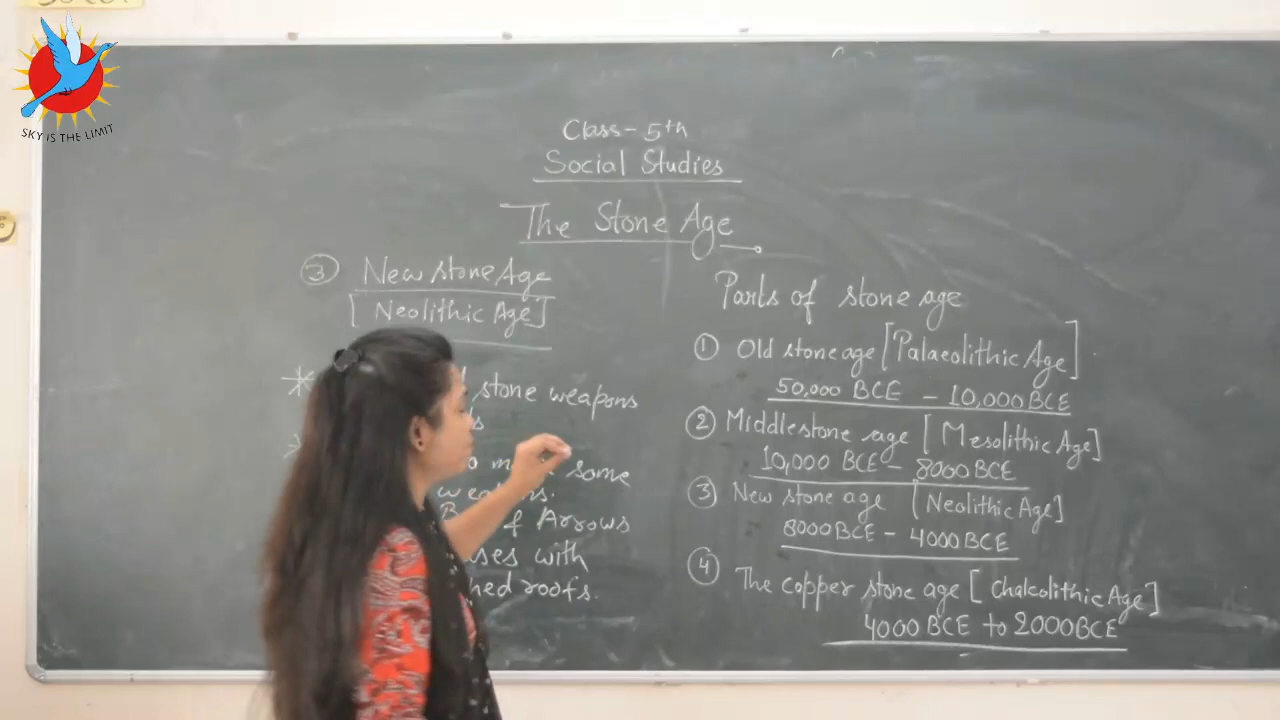 SKY IS THE LIMIT
Class - 5th
Social Studies
The Stone Age
③ New stone Age
[Neolithic Age]
stone weapons
some
weapons.
Arrows
with
roofs.
Parts of stone age
① Old stone age [Palaeolithic Age]
50,000 BCE - 10,000 BCE
② Middle stone age [Mesolithic Age]
10,000 BCE - 8000 BCE
③ New stone age [Neolithic Age]
8000 BCE - 4000 BCE
④ The copper stone age [Chalcolithic Age]
4000 BCE to 2000 BCE